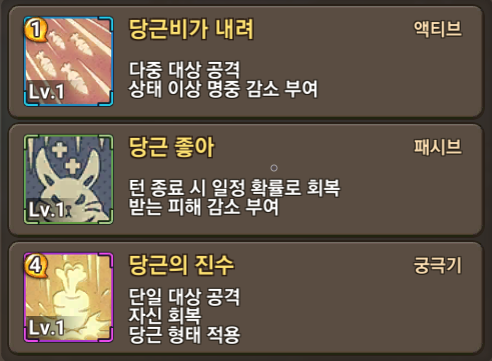 1
당근비가 내려
액티브
Lv.1
다중 대상 공격
상태 이상 명중 감소 부여
당근 좋아
패시브
Lv.1
턴 종료 시 일정 확률로 회복
받는 피해 감소 부여
4
당근의 진수
궁극기
Lv.1
단일 대상 공격
자신 회복
당근 형태 적용